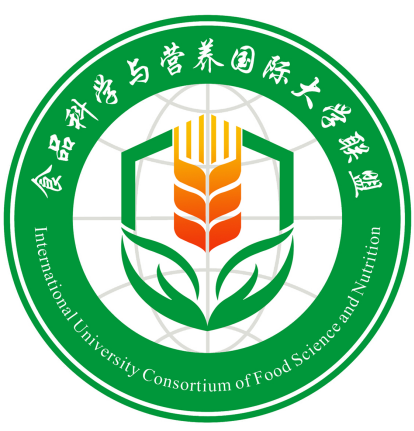 食品科学与营养国际大学联盟
International University Consortium of Food Science and Nutrition